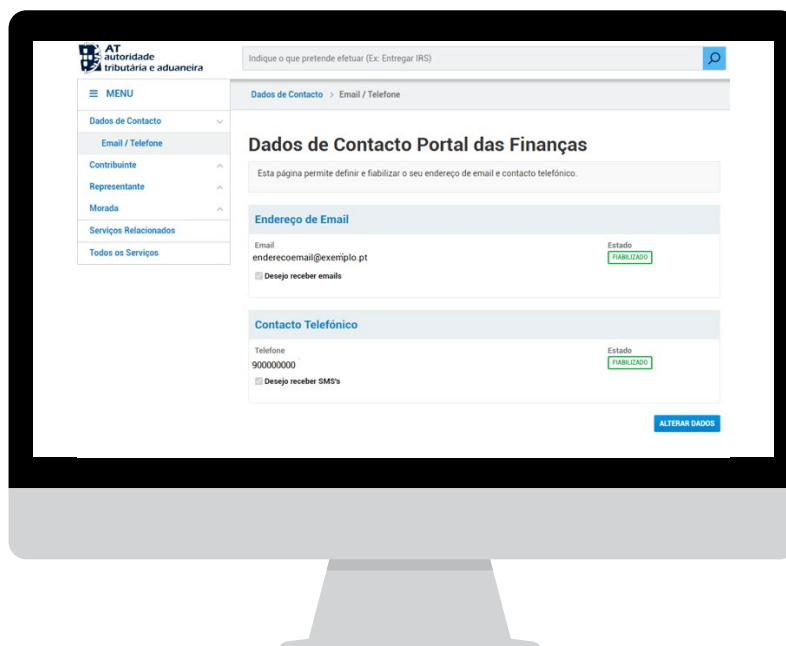 AT
autoridade
tributária e aduaneira
Indique o que pretende efetuar (Ex: Entregar IRS)
MENU
Dados de Contacto > Email / Telefone
Dados de Contacto
Email / Telefone
Contribuinte
Representante
Morada
Serviços Relacionados
Todos os Serviços
Dados de Contacto Portal das Finanças
Esta página permite definir e fiabilizar o seu endereço de email e contacto telefónico.
Endereço de Email
Email
Estado
enderecoemail@exemplo.pt
FIABILIZADO
Desejo receber emails
Contacto Telefónico
Telefone
Estado
900000000
FIABILIZADO
Desejo receber SMS's
ALTERAR DADOS